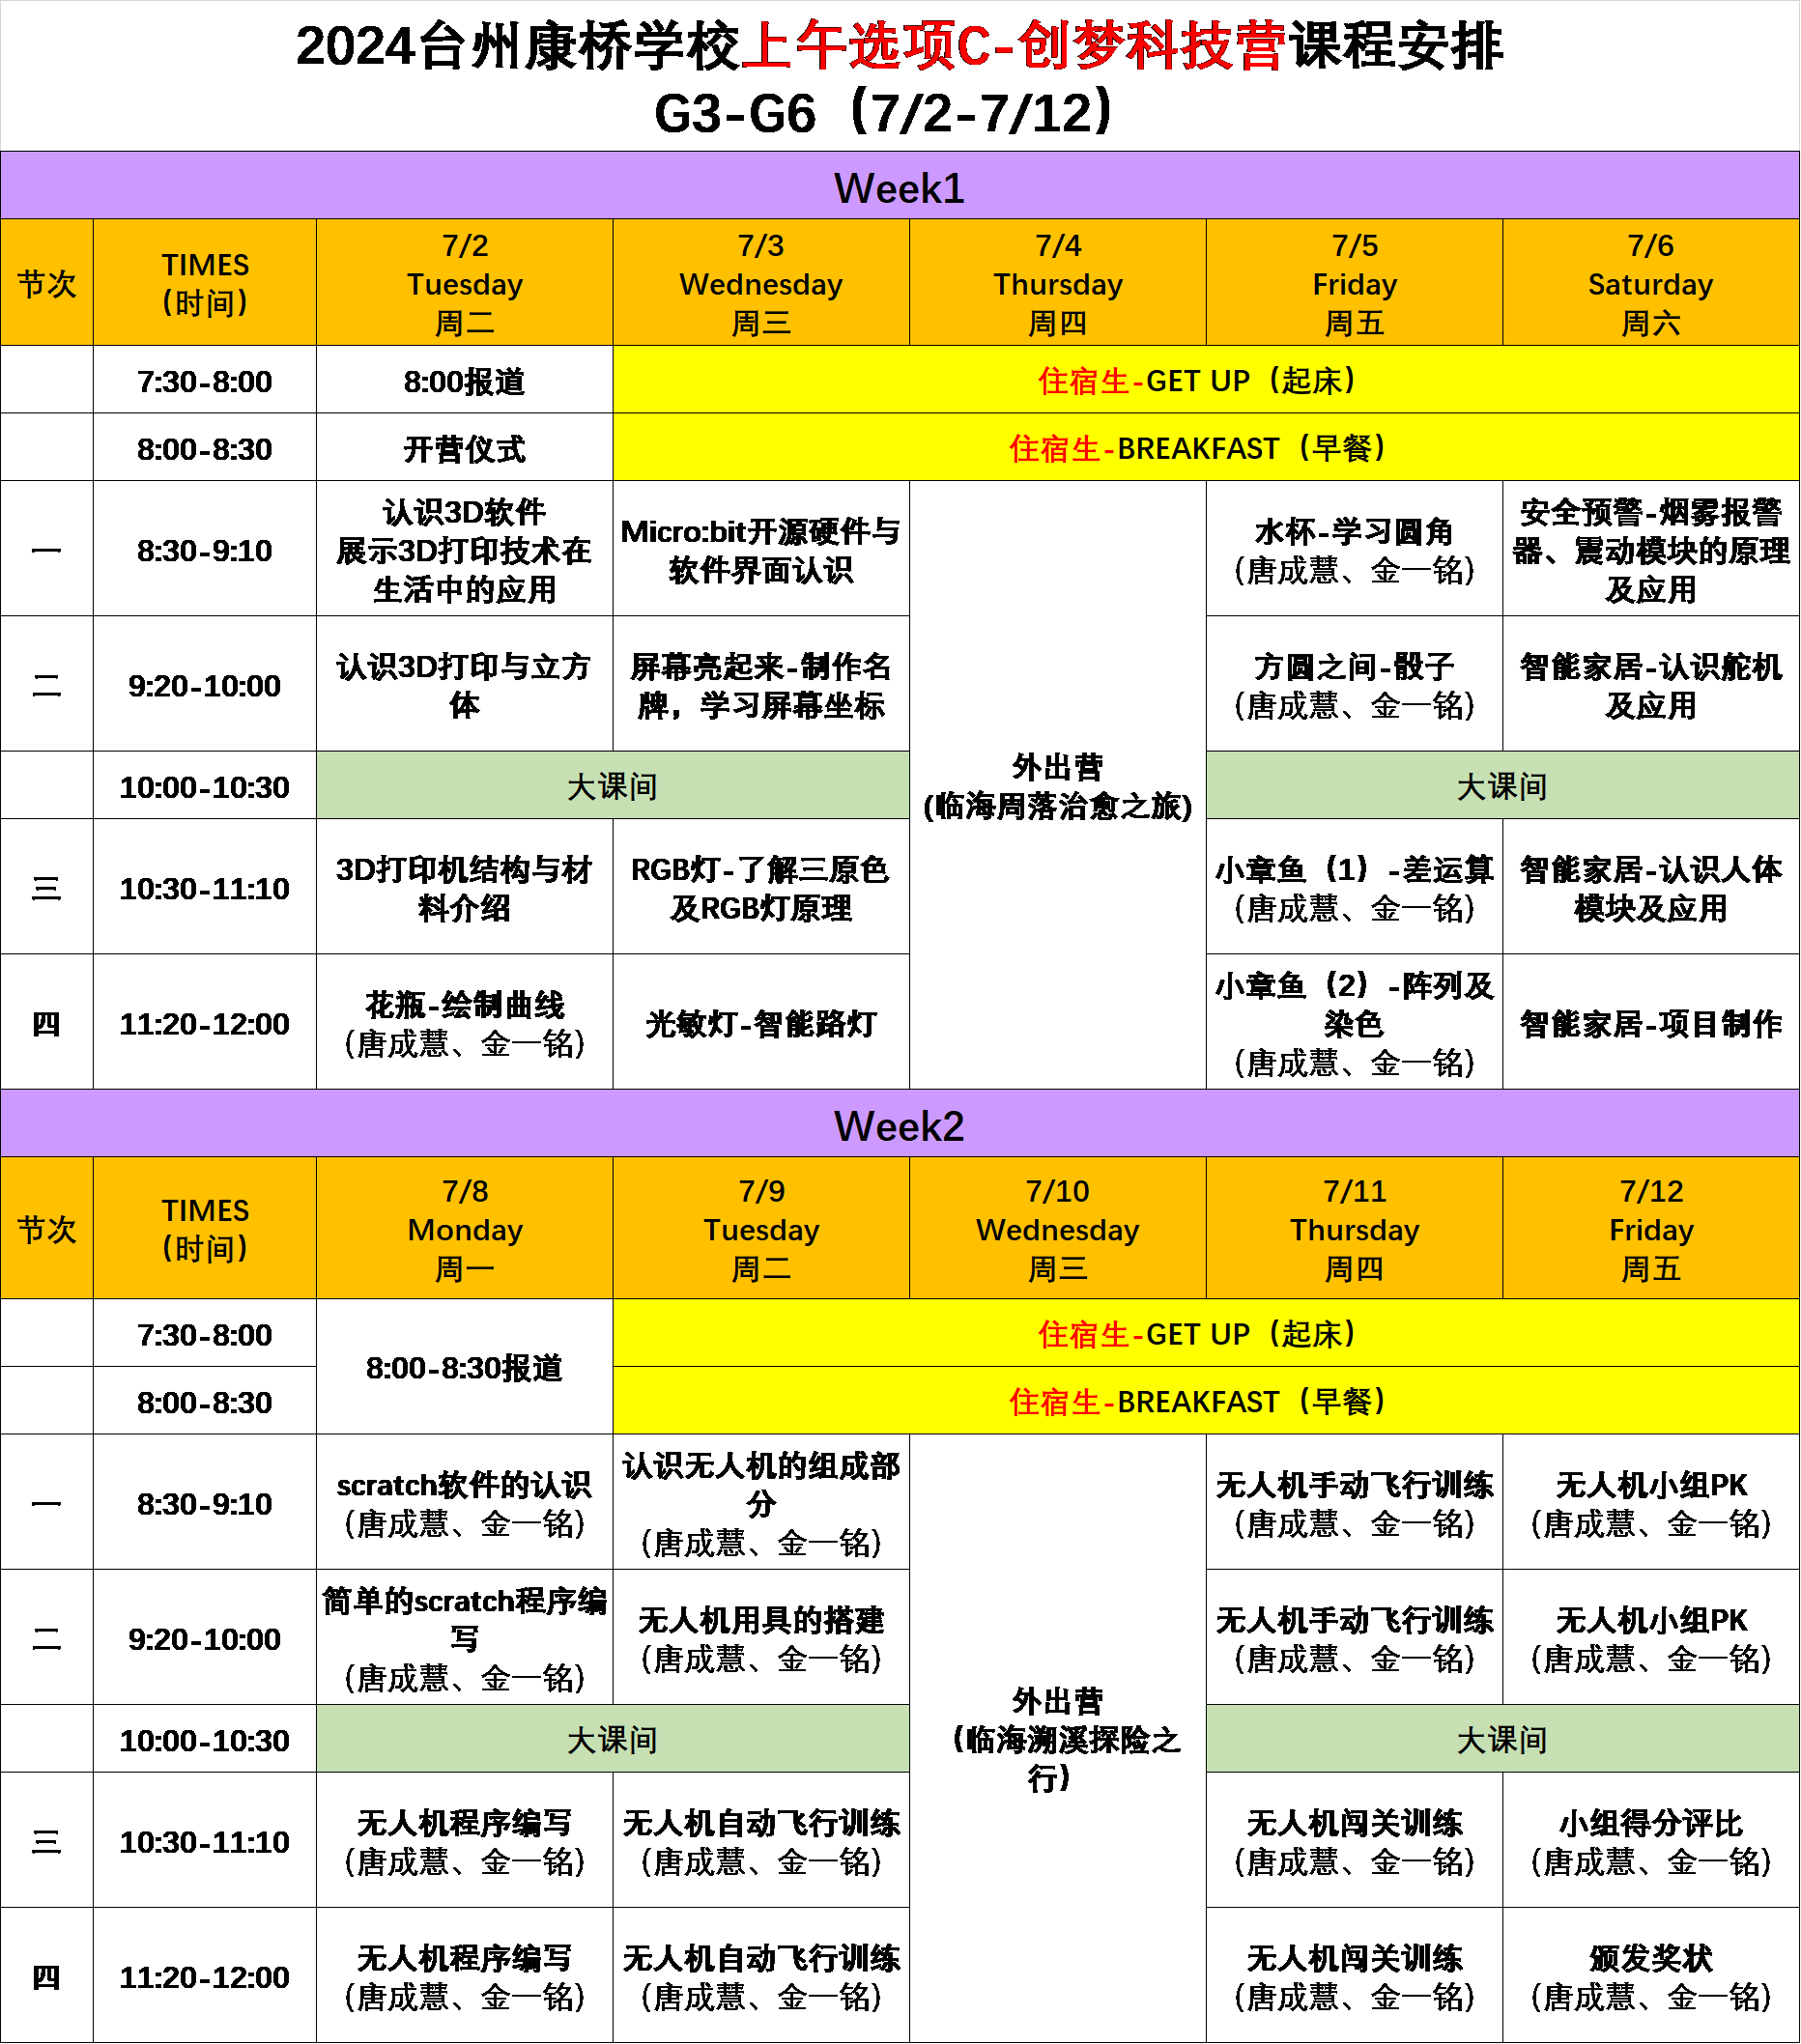 2024台州康桥学校上午选项C-创梦科技营课程安排
G3-G6（7/2-7/12）
Week1
节次
TIMES
（时间）
7/2
Tuesday
周二
7/3
Wednesday
周三
7/4
Thursday
周四
7/5
Friday
周五
7/6
Saturday
周六
7:30-8:00
8:00报道
住宿生-GET UP（起床）
8:00-8:30
开营仪式
住宿生-BREAKFAST（早餐）
一
8:30-9:10
认识3D软件
展示3D打印技术在
生活中的应用
Micro:bit开源硬件与
软件界面认识
外出营
(临海周落治愈之旅)
水杯-学习圆角
（唐成慧、金一铭）
安全预警-烟雾报警
器、震动模块的原理
及应用
二
9:20-10:00
认识3D打印与立方
体
屏幕亮起来-制作名
牌，学习屏幕坐标
方圆之间-骰子
（唐成慧、金一铭）
智能家居-认识舵机
及应用
10:00-10:30
大课间
大课间
三
10:30-11:10
3D打印机结构与材
料介绍
RGB灯-了解三原色
及RGB灯原理
小章鱼（1）-差运算
（唐成慧、金一铭）
智能家居-认识人体
模块及应用
四
11:20-12:00
花瓶-绘制曲线
（唐成慧、金一铭）
光敏灯-智能路灯
小章鱼（2）-阵列及
染色
（唐成慧、金一铭）
智能家居-项目制作
Week2
节次
TIMES
（时间）
7/8
Monday
周一
7/9
Tuesday
周二
7/10
Wednesday
周三
7/11
Thursday
周四
7/12
Friday
周五
7:30-8:00
8:00-8:30报道
住宿生-GET UP（起床）
8:00-8:30
住宿生-BREAKFAST（早餐）
一
8:30-9:10
scratch软件的认识
（唐成慧、金一铭）
认识无人机的组成部
分
（唐成慧、金一铭）
外出营
（临海溯溪探险之
行）
无人机手动飞行训练
（唐成慧、金一铭）
无人机小组PK
（唐成慧、金一铭）
二
9:20-10:00
简单的scratch程序编
写
（唐成慧、金一铭）
无人机用具的搭建
（唐成慧、金一铭）
无人机手动飞行训练
（唐成慧、金一铭）
无人机小组PK
（唐成慧、金一铭）
10:00-10:30
大课间
大课间
三
10:30-11:10
无人机程序编写
（唐成慧、金一铭）
无人机自动飞行训练
（唐成慧、金一铭）
无人机闯关训练
（唐成慧、金一铭）
小组得分评比
（唐成慧、金一铭）
四
11:20-12:00
无人机程序编写
（唐成慧、金一铭）
无人机自动飞行训练
（唐成慧、金一铭）
无人机闯关训练
（唐成慧、金一铭）
颁发奖状
（唐成慧、金一铭）